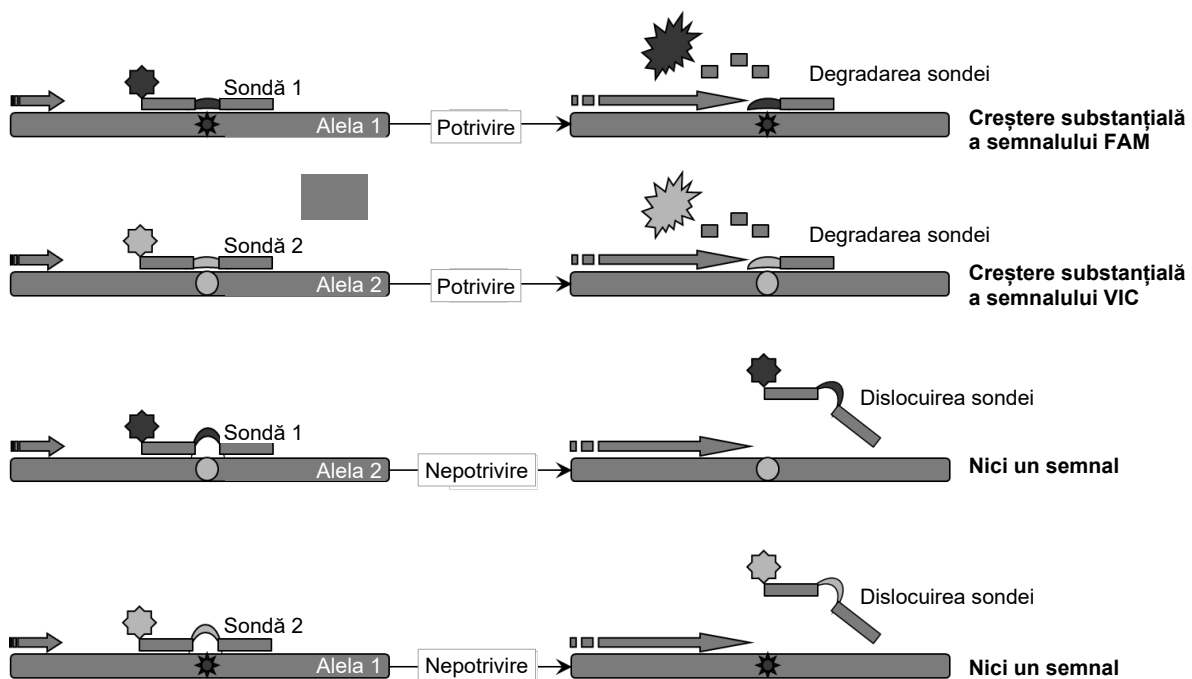 Sondă 1
Alela 1
Potrivire
Degradarea sondei
Creștere substanțială
a semnalului FAM
Sondă 2
Alela 2
Potrivire
Degradarea sondei
Creștere substanțială
a semnalului VIC
Sondă 1
Alela 2
Nepotrivire
Dislocuirea sondei
Nici un semnal
Sondă 2
Alela 1
Nepotrivire
Dislocuirea sondei
Nici un semnal